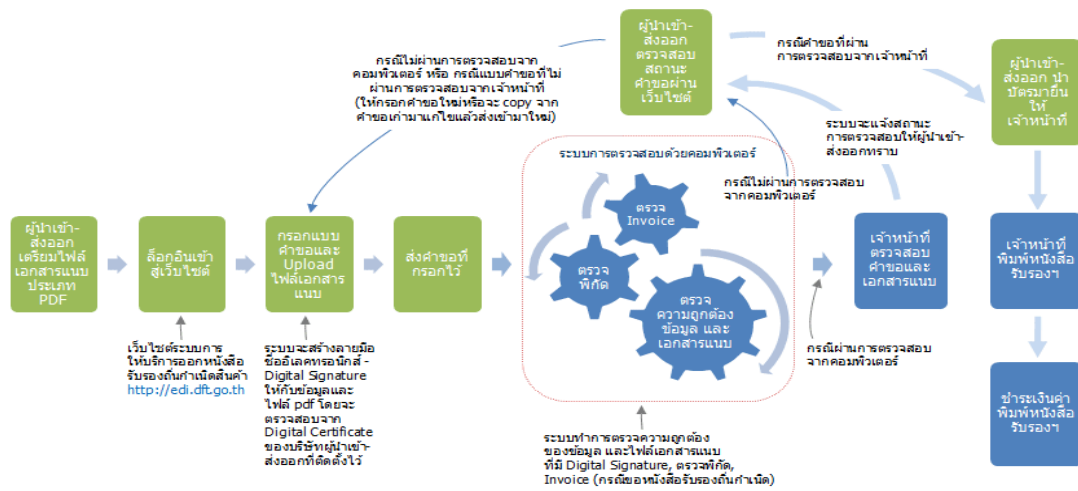 ผู้นำเข้า-
ส่งออก
ตรวจสอบ
สถานะ
คำขอผ่าน
เว็บไซต์
กรณีคำขอที่ผ่าน
การตรวจสอบจากเจ้าหน้าที่
ผู้นำเข้า-
ส่งออก นำ
บัตรมายื่น
ให้
เจ้าหน้าที่
กรณีไม่ผ่านการตรวจสอบจาก
คอมพิวเตอร์ หรือ กรณีแบบคำขอที่ไม่
ผ่านการตรวจสอบจากเจ้าหน้าที่
(ให้กรอกคำขอใหม่หรือจะ copy จาก
คำขอเก่ามาแก้ไขแล้วส่งเข้ามาใหม่)
ระบบจะแจ้งสถานะ
การตรวจสอบให้ผู้นำเข้า-
ส่งออกทราบ
ระบบการตรวจสอบด้วยคอมพิวเตอร์
กรณีไม่ผ่านการตรวจสอบ
จากคอมพิวเตอร์
ผู้นำเข้า-
ส่งออก
เตรียมไฟล์
เอกสารแนบ
ประเภท
PDF
ล็อกอินเข้า
สู่เว็บไซต์
กรอกแบบ
คำขอและ
Upload
ไฟล์เอกสาร
แนบ
ส่งคำขอที่
กรอกไว้
ตรวจ
Invoice
ตรวจ
พิกัด
ตรวจ
ความถูกต้อง
ข้อมูล และ
เอกสารแนบ
เจ้าหน้าที่
ตรวจสอบ
คำขอและ
เอกสารแนบ
เจ้าหน้าที่
พิมพ์หนังสือ
รับรองฯ
เว็บไซต์ระบบการ
ให้บริการออกหนังสือ
รับรองถิ่นกำเนิดสินค้า
http://edi.dft.go.th
ระบบจะสร้างลายมือ
ชื่ออิเลคทรอนิกส์ -
Digital Signature
ให้กับข้อมูลและ
ไฟล์ pdf โดยจะ
ตรวจสอบจาก
Digital Certificate
ของบริษัทผู้นำเข้า-
ส่งออกที่ติดตั้งไว้
กรณีผ่านการตรวจสอบ
จากคอมพิวเตอร์
ชำระเงินค่า
พิมพ์หนังสือ
รับรองฯ
ระบบทำการตรวจความถูกต้อง
ของข้อมูล และไฟล์เอกสารแนบ
ที่มี Digital Signature, ตรวจพิกัด,
Invoice (กรณีขอหนังสือรับรองถิ่นกำเนิด)